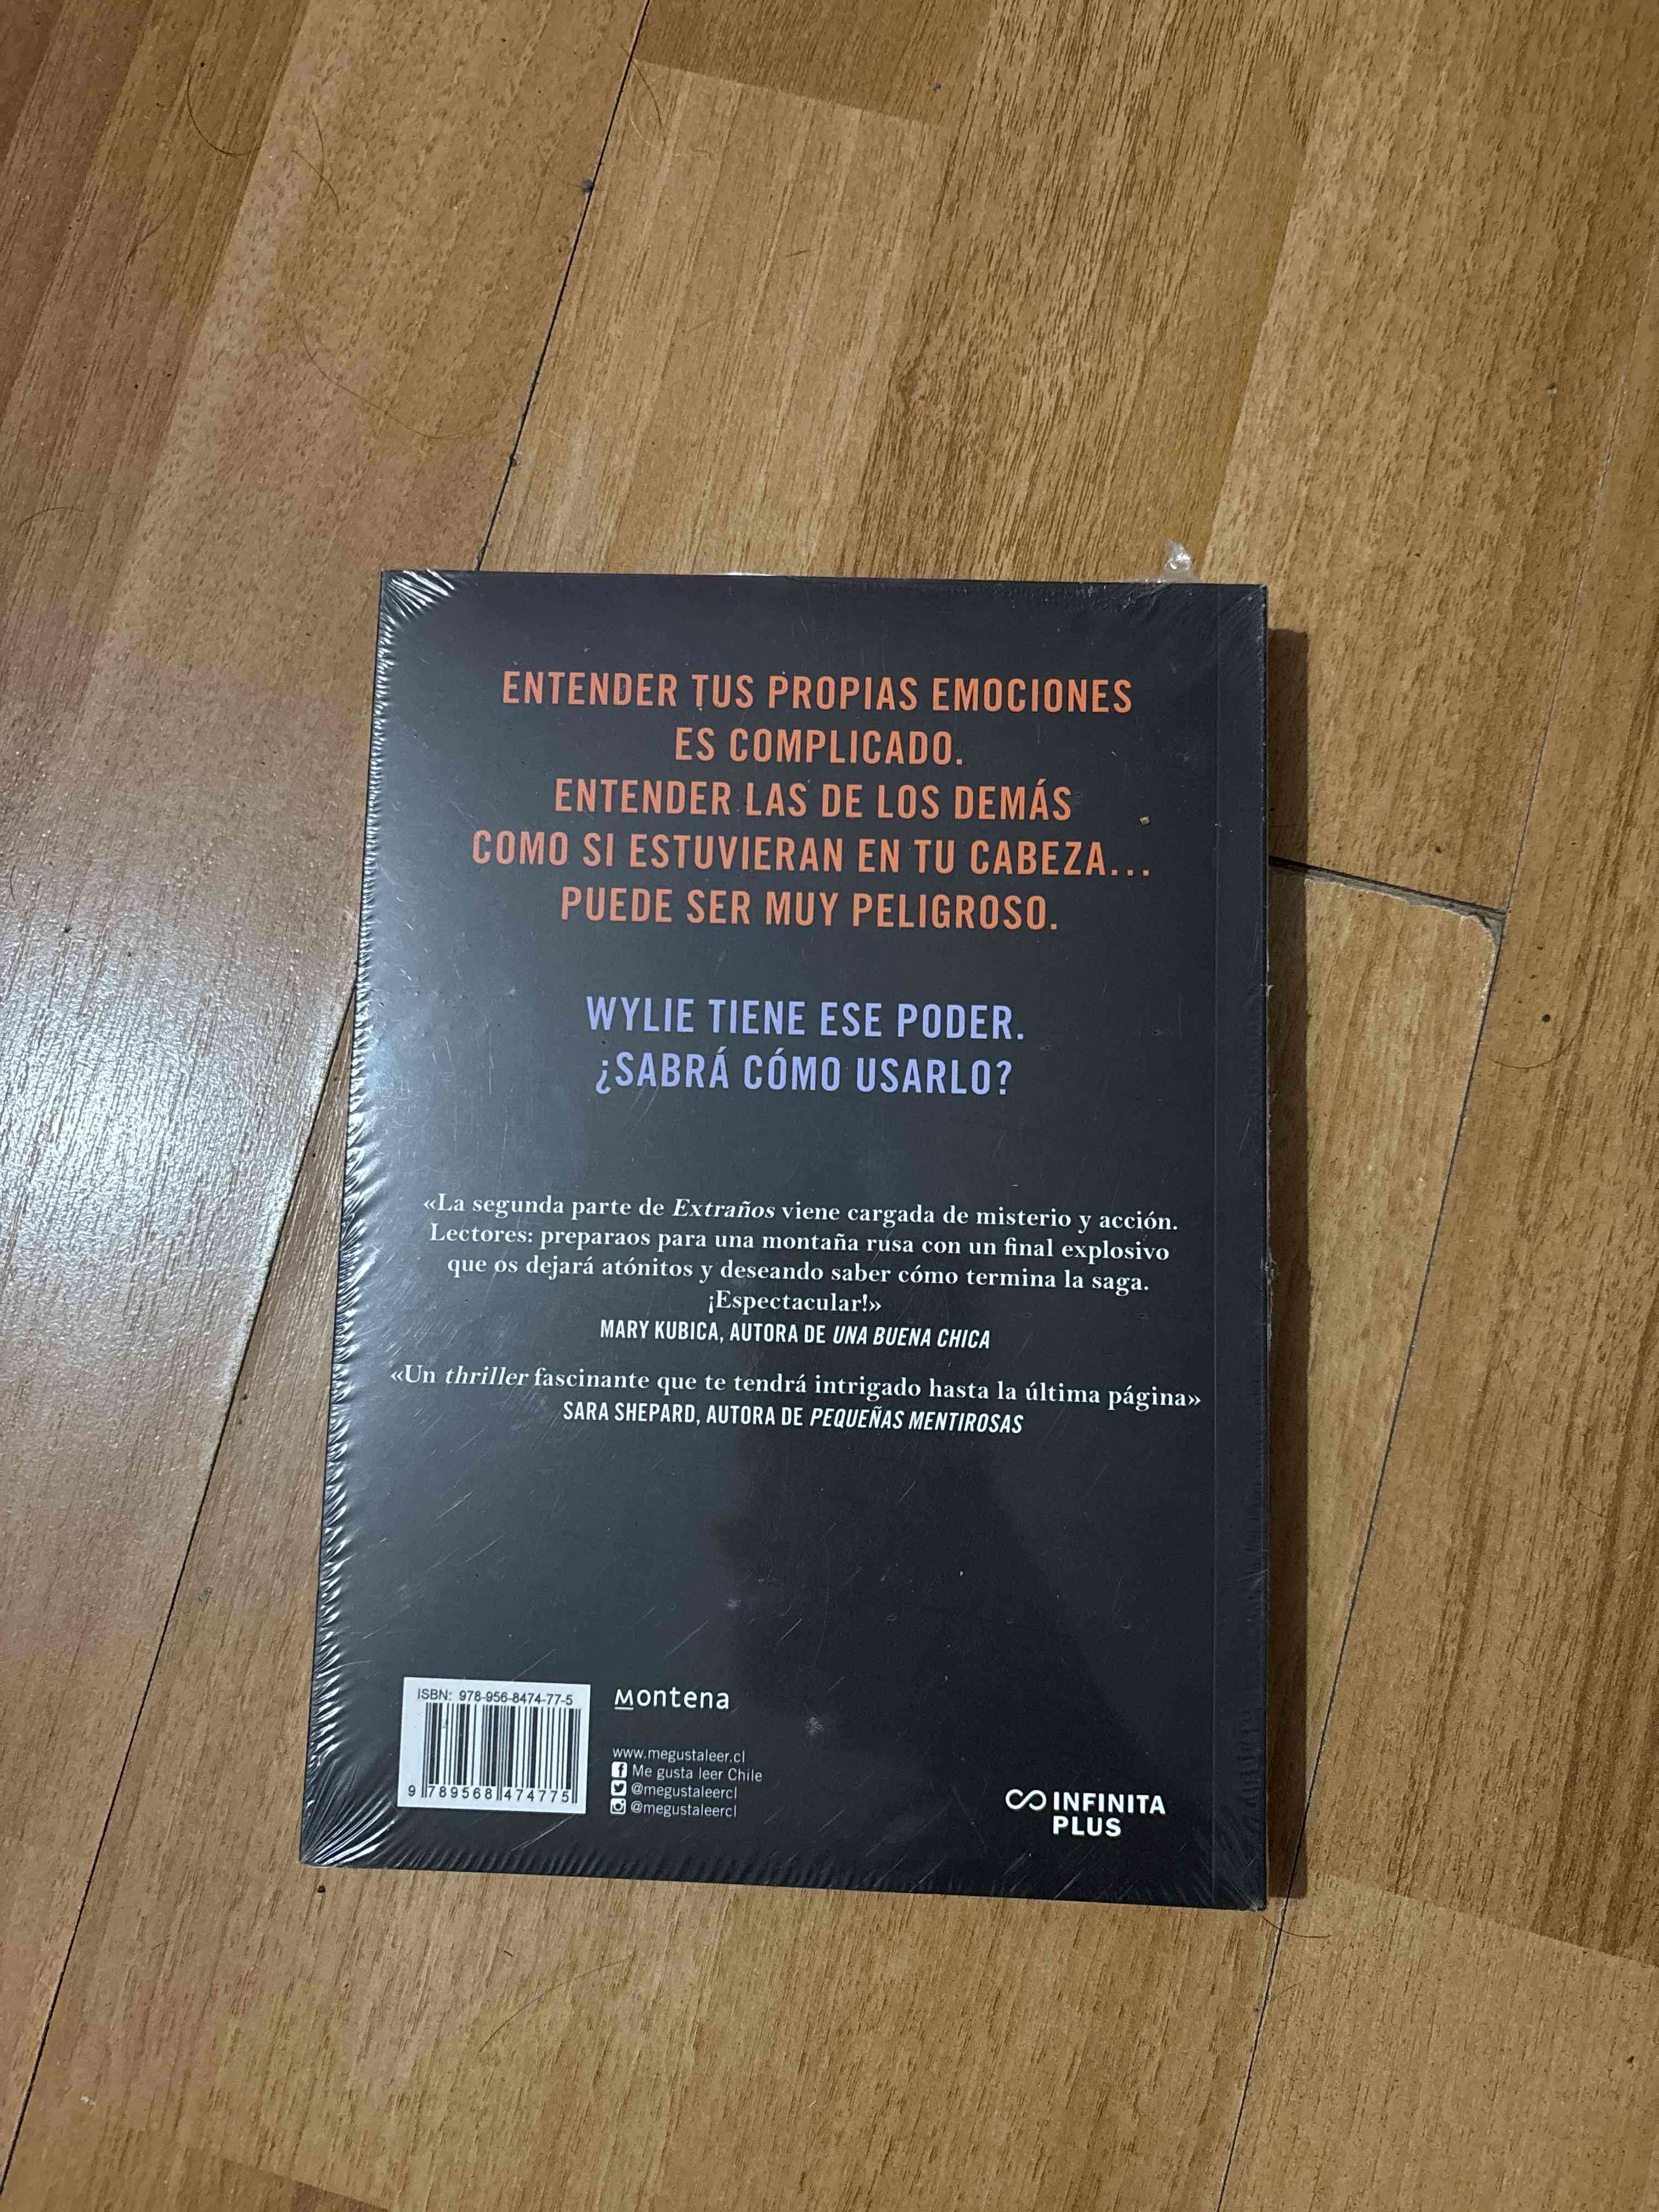 ENTENDER TUS PROPIAS EMOCIONES
ES COMPLICADO.
ENTENDER LAS DE LOS DEMÁS
COMO SI ESTUVIERAN EN TU CABEZA...
PUEDE SER MUY PELIGROSO.
WYLIE TIENE ESE PODER.
¿SABRÁ CÓMO USARLO?
«La segunda parte de Extraños viene cargada de misterio y acción.
Lectores: preparaos para una montaña rusa con un final explosivo
que os dejará atónitos y deseando saber cómo termina la saga.
¡Espectacular!»
MARY KUBICA, AUTORA DE UNA BUENA CHICA
«Un thriller fascinante que te tendrá intrigado hasta la última página»
SARA SHEPARD, AUTORA DE PEQUEÑAS MENTIROSAS
ISBN: 978-956-8474-77-5
9 789568 474775
Montena
www.megustaleer.cl
Me gusta leer Chile
@megustaleercl
@megustaleercl
INFINITA
PLUS